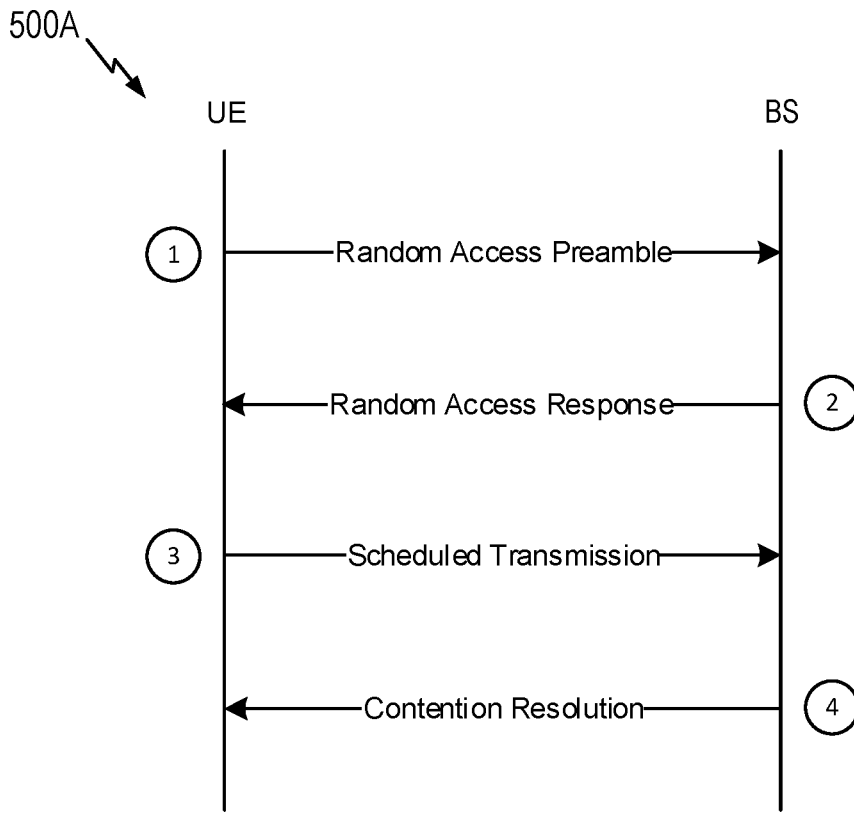 500A
UE
BS
1
Random Access Preamble
Random Access Response
2
3
Scheduled Transmission
Contention Resolution
4